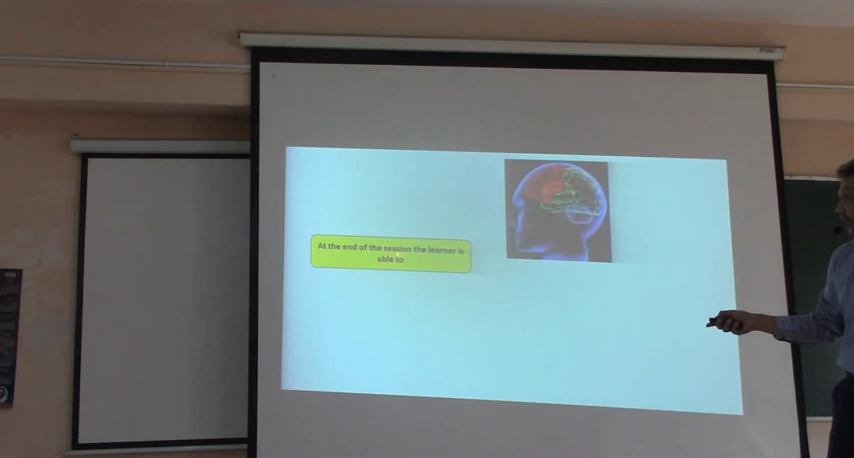 At the end of the session the learner is
able to